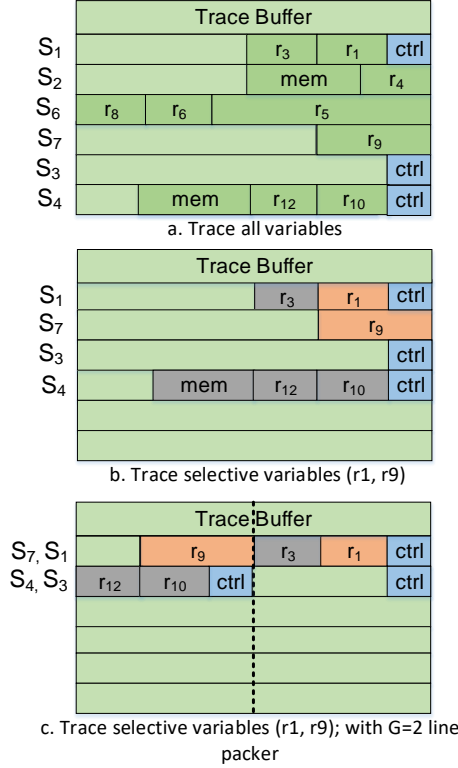 Trace Buffer
S1 r3 r1 ctrl
S2 mem r4
S6 r8 r6 r5
S7 r9
S3 ctrl
S4 mem r12 r10 ctrl
a. Trace all variables
Trace Buffer
S1 r3 r1 ctrl
S7 r9
S3 ctrl
S4 mem r12 r10 ctrl
b. Trace selective variables (r1, r9)
Trace Buffer
S7, S1 r9 r3 r1 ctrl
S4, S3 r12 r10 ctrl ctrl
c. Trace selective variables (r1, r9); with G=2 line
packer